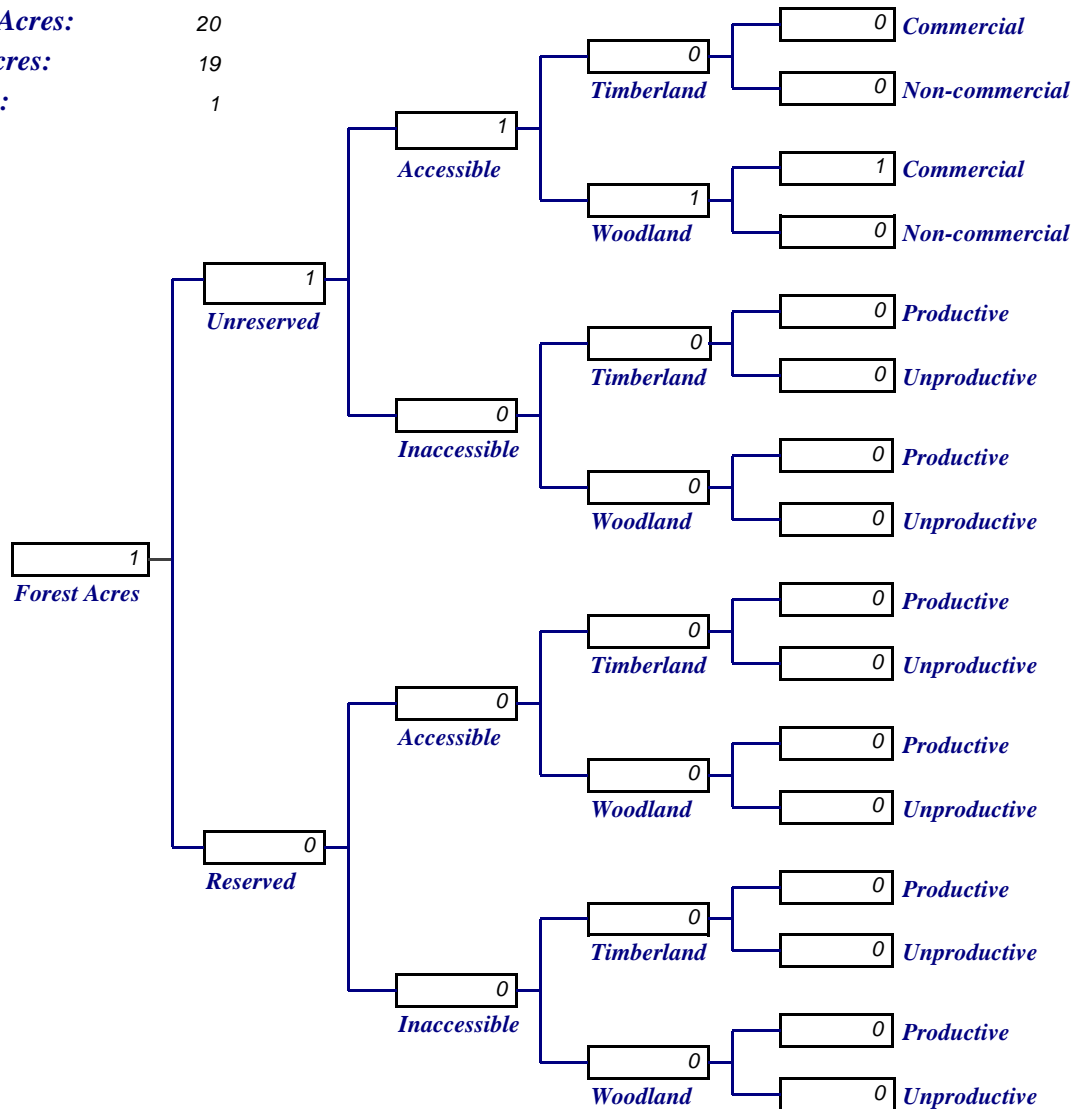 Acres: 20
cres: 19
: 1
0 Commercial
0
Timberland
0 Non-commercial
1
Accessible
1 Commercial
1
Woodland
0 Non-commercial
1
Unreserved
0 Productive
0
Timberland
0 Unproductive
0
Inaccessible
0 Productive
0
Woodland
0 Unproductive
1
Forest Acres
0 Productive
0
Timberland
0 Unproductive
0
Accessible
0 Productive
0
Woodland
0 Unproductive
0
Reserved
0 Productive
0
Timberland
0 Unproductive
0
Inaccessible
0 Productive
0
Woodland
0 Unproductive